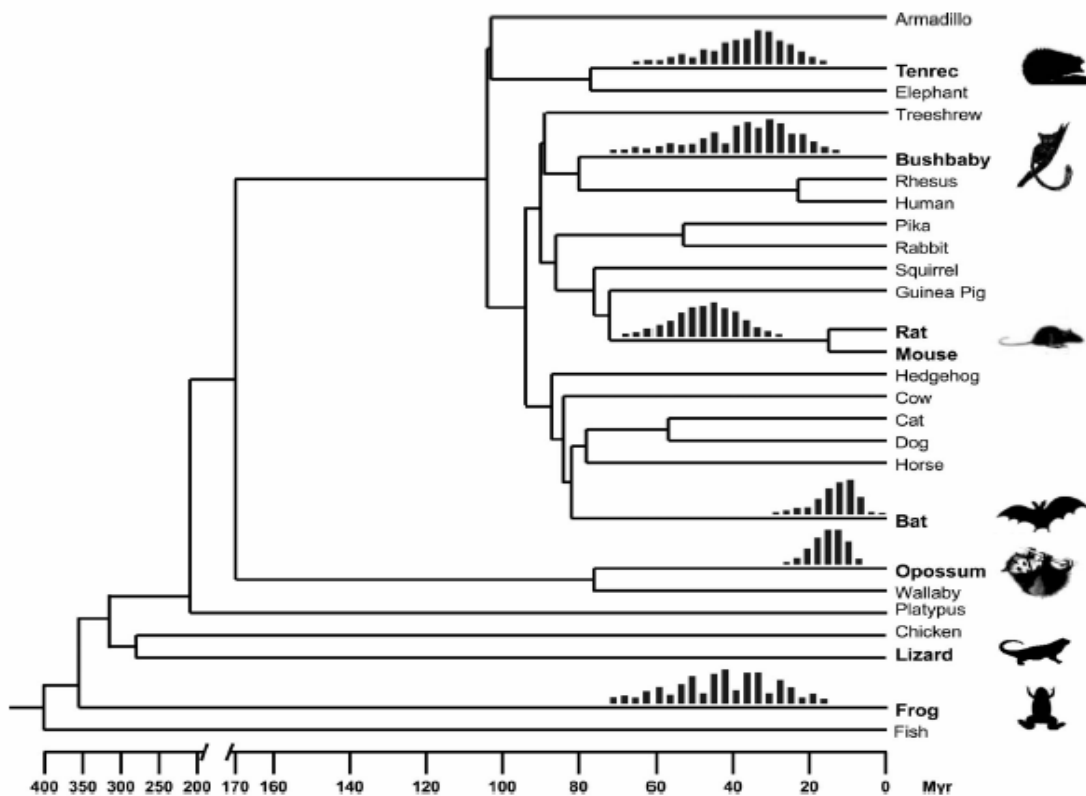 Armadillo
Tenrec
Elephant
Treeshrew
Bushbaby
Rhesus
Human
Pika
Rabbit
Squirrel
Guinea Pig
Rat
Mouse
Hedgehog
Cow
Cat
Dog
Horse
Bat
Opossum
Wallaby
Platypus
Chicken
Lizard
Frog
Fish
400 350 300 250 200 170 160 140 120 100 80 60 40 20 0 Myr